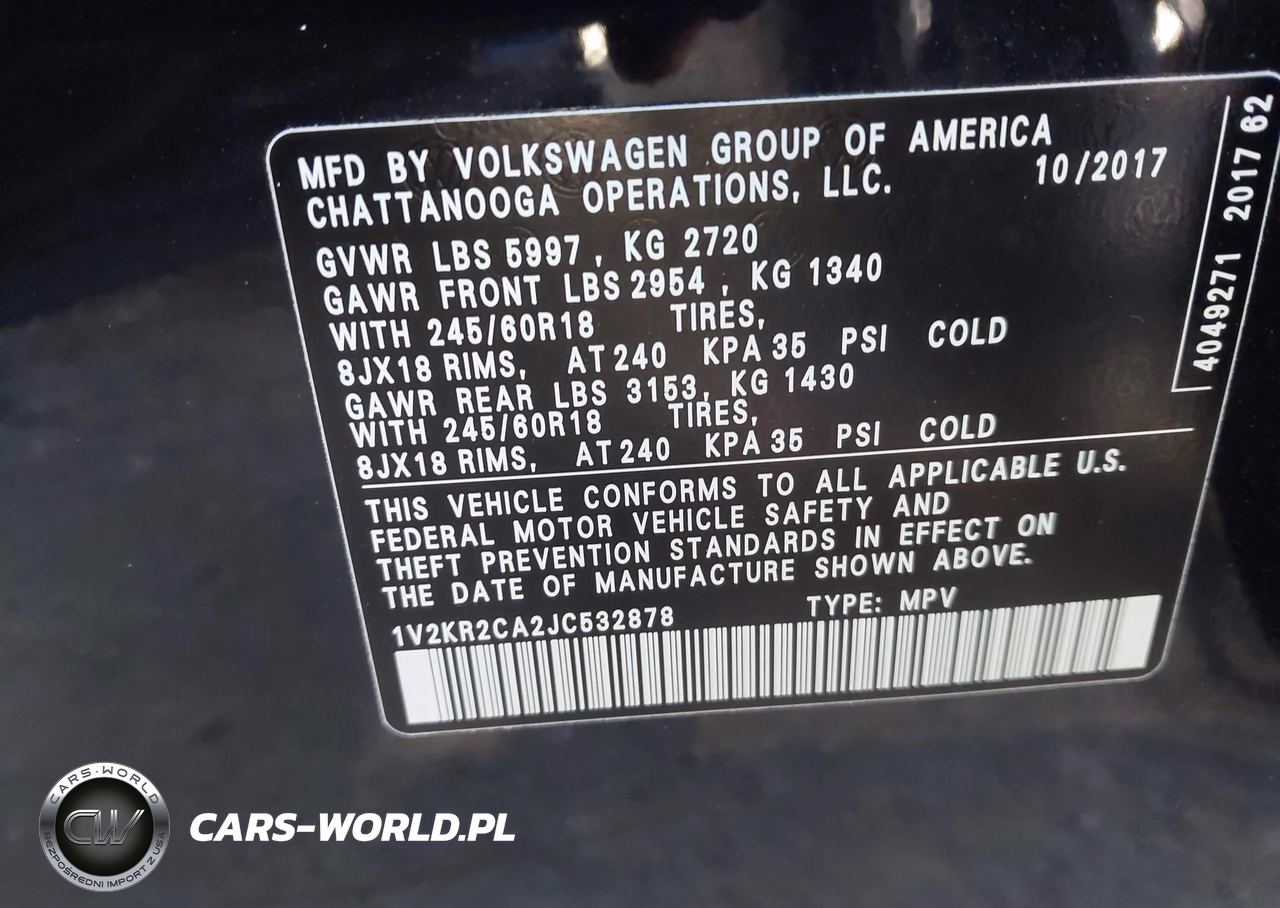 MFD BY VOLKSWAGEN GROUP OF AMERICA
CHATTANOOGA OPERATIONS, LLC. 10/2017
GVWR LBS 5997 , KG 2720
GAWR FRONT LBS 2954 , KG 1340
WITH 245/60R18 TIRES,
8JX18 RIMS, AT 240 KPA 35 PSI COLD
GAWR REAR LBS 3153, KG 1430
WITH 245/60R18 TIRES,
8JX18 RIMS, AT 240 KPA 35 PSI COLD
THIS VEHICLE CONFORMS TO ALL APPLICABLE U.S.
FEDERAL MOTOR VEHICLE SAFETY AND
THEFT PREVENTION STANDARDS IN EFFECT ON
THE DATE OF MANUFACTURE SHOWN ABOVE.
1V2KR2CA2JC532878 TYPE: MPV
4049271 2017 62
CARS-WORLD
CW
BEZPOŚREDNI IMPORT Z USA
CARS-WORLD.PL